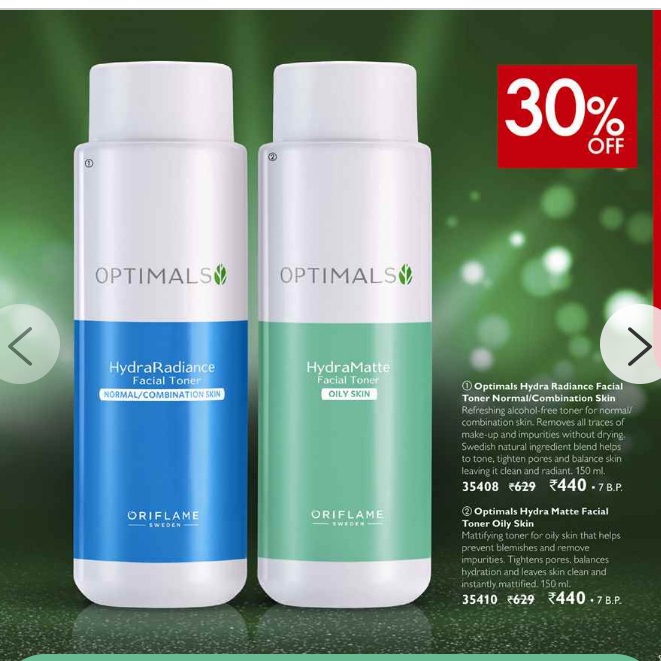 30%
OFF
①
OPTIMALS
HydraRadiance
Facial Toner
NORMAL/COMBINATION SKIN
ORIFLAME
SWEDEN
②
OPTIMALS
HydraMatte
Facial Toner
OILY SKIN
ORIFLAME
SWEDEN
① Optimals Hydra Radiance Facial
Toner Normal/Combination Skin
Refreshing alcohol-free toner for normal/
combination skin. Removes all traces of
make-up and impurities without drying.
Swedish natural ingredient blend helps
to tone, tighten pores and balance skin
leaving it clean and radiant. 150 ml.
35408 ₹629 ₹440 • 7 B.P.
② Optimals Hydra Matte Facial
Toner Oily Skin
Mattifying toner for oily skin that helps
prevent blemishes and remove
impurities. Tightens pores, balances
hydration and leaves skin clean and
instantly mattified. 150 ml.
35410 ₹629 ₹440 • 7 B.P.